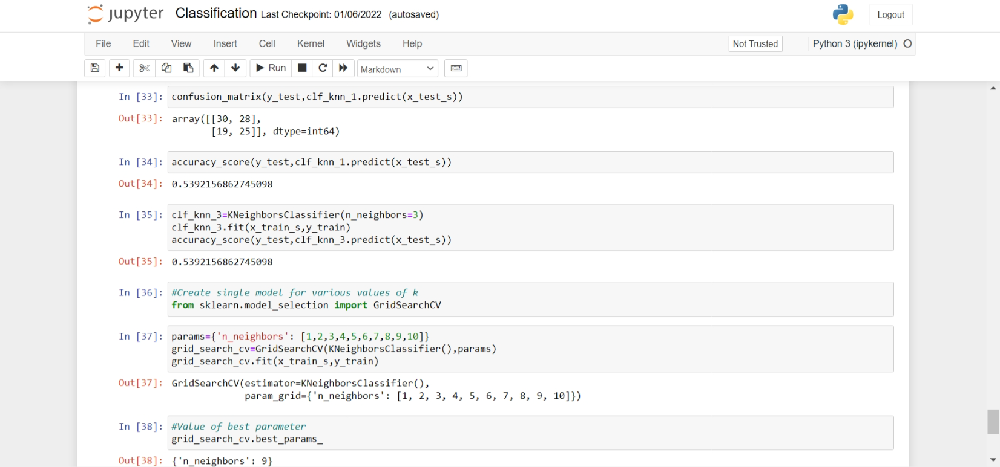 jupyter Classification Last Checkpoint: 01/06/2022 (autosaved)
Logout
File Edit View Insert Cell Kernel Widgets Help
Not Trusted
Python 3 (ipykernel)
Run
Markdown
In [33]: confusion_matrix(y_test,clf_knn_1.predict(x_test_s))
Out[33]: array([[30, 28],
[19, 25]], dtype=int64)
In [34]: accuracy_score(y_test,clf_knn_1.predict(x_test_s))
Out[34]: 0.5392156862745098
In [35]: clf_knn_3=KNeighborsClassifier(n_neighbors=3)
clf_knn_3.fit(x_train_s,y_train)
accuracy_score(y_test,clf_knn_3.predict(x_test_s))
Out[35]: 0.5392156862745098
In [36]: #Create single model for various values of k
from sklearn.model_selection import GridSearchCV
In [37]: params={'n_neighbors': [1,2,3,4,5,6,7,8,9,10]}
grid_search_cv=GridSearchCV(KNeighborsClassifier(),params)
grid_search_cv.fit(x_train_s,y_train)
Out[37]: GridSearchCV(estimator=KNeighborsClassifier(),
param_grid={'n_neighbors': [1, 2, 3, 4, 5, 6, 7, 8, 9, 10]})
In [38]: #Value of best parameter
grid_search_cv.best_params_
Out[38]: {'n_neighbors': 9}